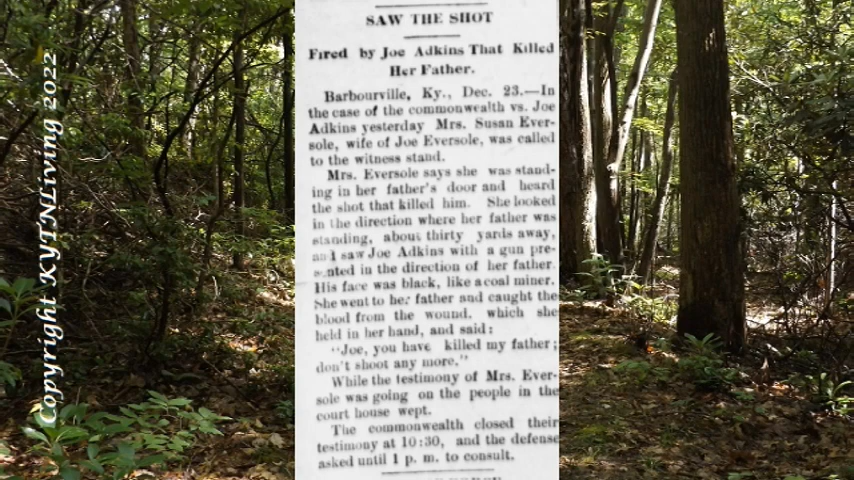 SAW THE SHOT
Fired by Joe Adkins That Killed
Her Father.
Barbourville, Ky., Dec. 23.—In
the case of the commonwealth vs. Joe
Adkins yesterday Mrs. Susan Ever-
sole, wife of Joe Eversole, was called
to the witness stand.
Mrs. Eversole says she was stand-
ing in her father's door and heard
the shot that killed him. She looked
in the direction where her father was
standing, about thirty yards away,
and saw Joe Adkins with a gun pre-
sented in the direction of her father.
His face was black, like a coal miner.
She went to her father and caught the
blood from the wound, which she
held in her hand, and said:
"Joe, you have killed my father;
don't shoot any more."
While the testimony of Mrs. Ever-
sole was going on the people in the
court house wept.
The commonwealth closed their
testimony at 10:30, and the defense
asked until 1 p. m. to consult.
Copyright KYTNLiving 2022